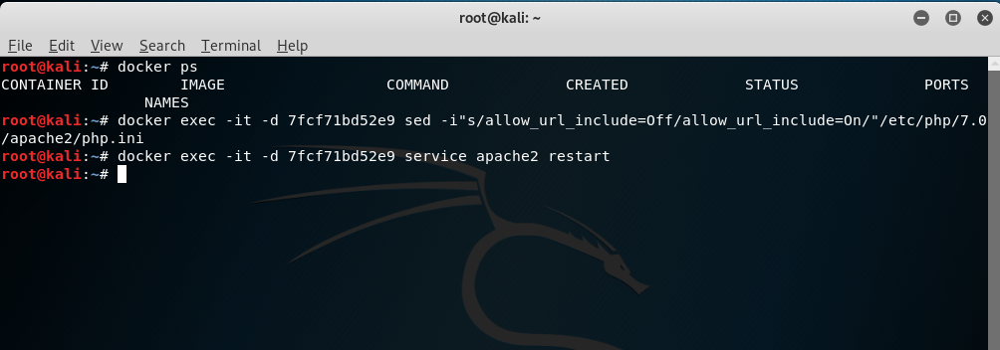 root@kali: ~
File Edit View Search Terminal Help
root@kali:~# docker ps
CONTAINER ID        IMAGE                  COMMAND             CREATED             STATUS              PORTS
                NAMES
root@kali:~# docker exec -it -d 7fcf71bd52e9 sed -i"s/allow_url_include=Off/allow_url_include=On/"/etc/php/7.0
/apache2/php.ini
root@kali:~# docker exec -it -d 7fcf71bd52e9 service apache2 restart
root@kali:~#